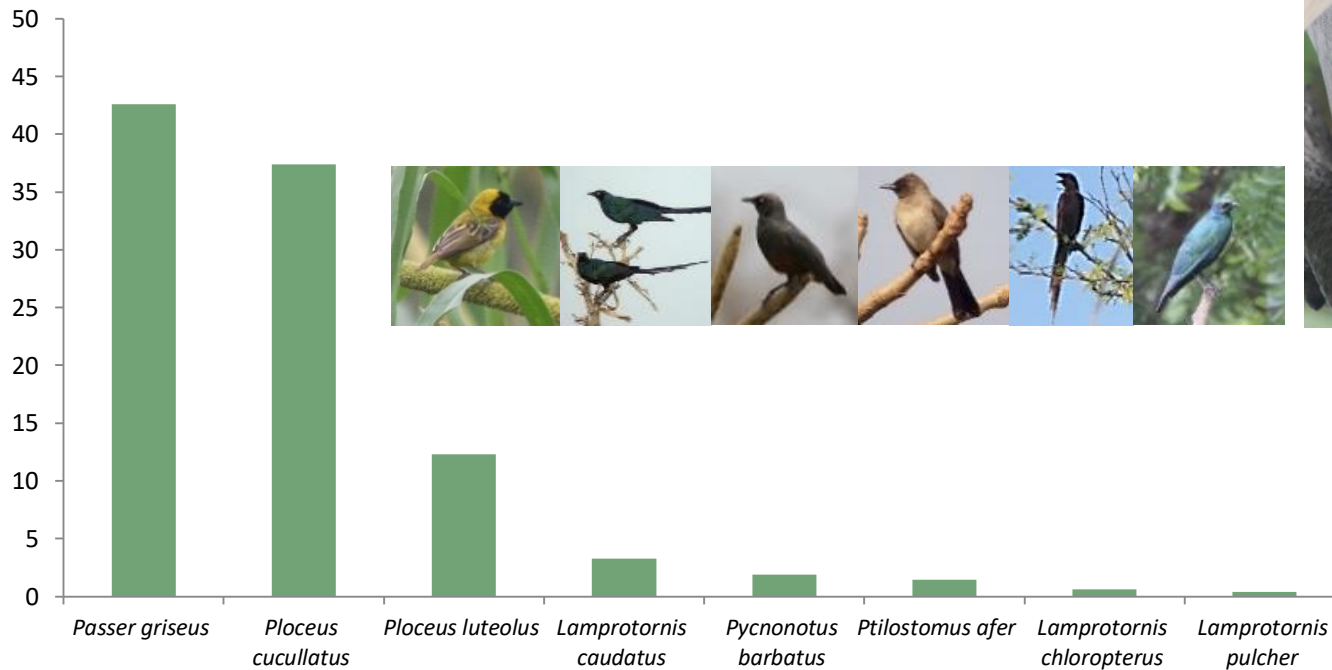 50
45
40
35
30
25
20
15
10
5
0
Passer griseus
Ploceus
cucullatus
Ploceus luteolus
Lamprotornis
caudatus
Pycnonotus
barbatus
Ptilostomus afer
Lamprotornis
chloropterus
Lamprotornis
pulcher